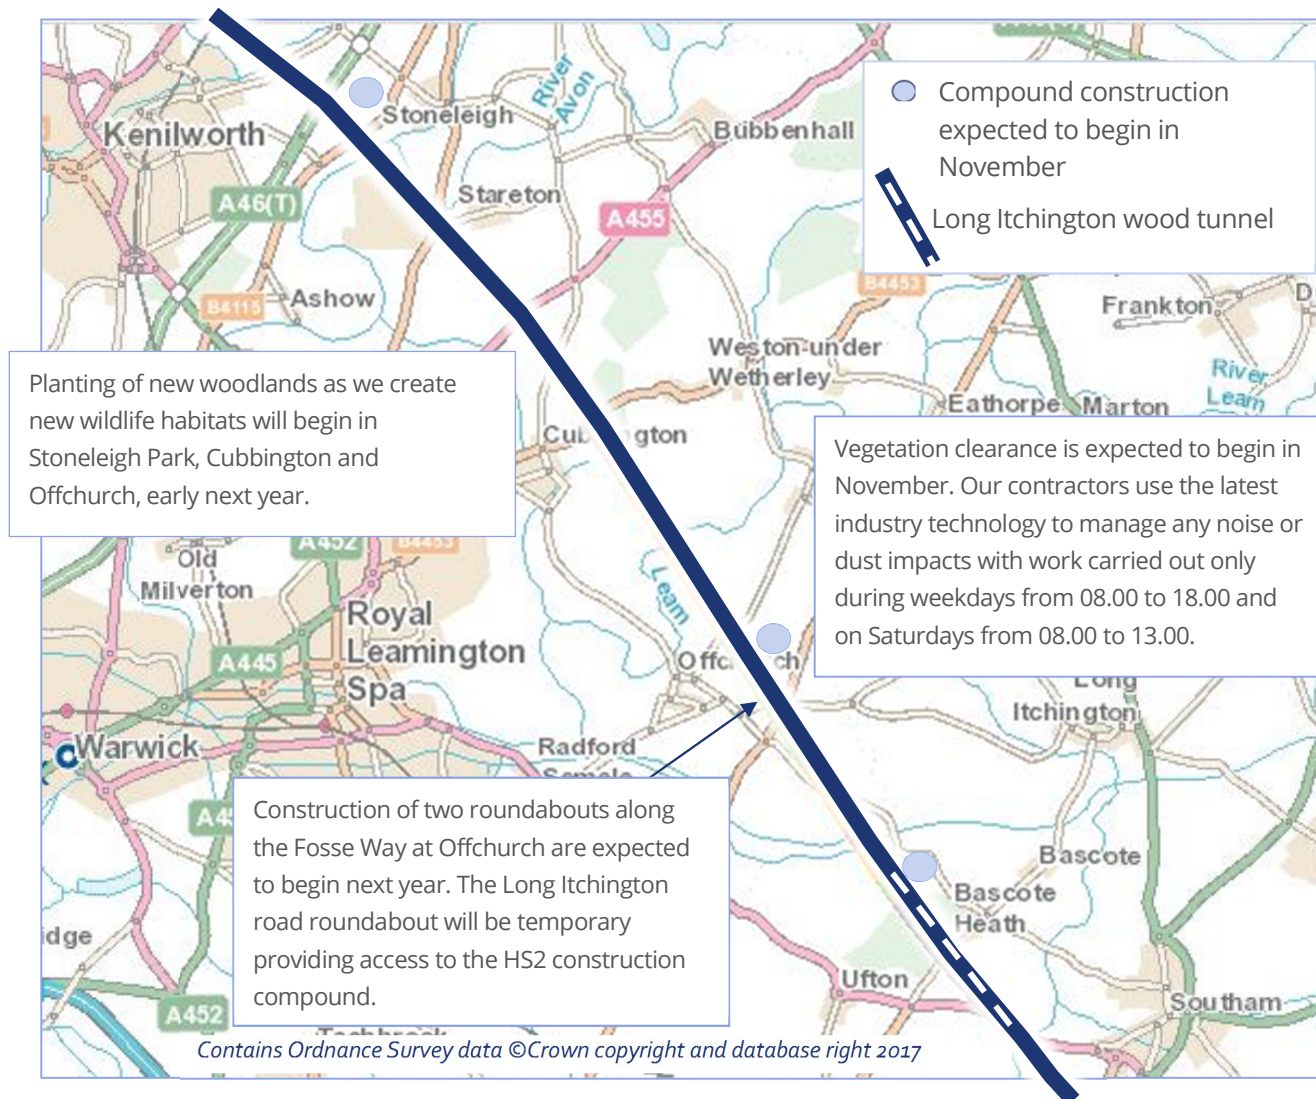 Stoneleigh
River
Avon
Kenilworth
Bubbenhall
Compound construction
expected to begin in
November
A46(T)
Stareton
A455
Long Itchington wood tunnel
B4115
Ashow
B4453
Frankton
D
Weston-under
Wetherley
River
Leam
Planting of new woodlands as we create
new wildlife habitats will begin in
Stoneleigh Park, Cubbington and
Offchurch, early next year.
Eathorpe
Marton
Cub ngton
Vegetation clearance is expected to begin in
November. Our contractors use the latest
industry technology to manage any noise or
dust impacts with work carried out only
during weekdays from 08.00 to 18.00 and
on Saturdays from 08.00 to 13.00.
A452
B4453
Old
Milverton
Leam
Royal
Leamington
Spa
A445
Offc ch
Long
Itchington
Warwick
Radford
Semele
Construction of two roundabouts along
the Fosse Way at Offchurch are expected
to begin next year. The Long Itchington
road roundabout will be temporary
providing access to the HS2 construction
compound.
A4
Bascote
Bascote
Heath
idge
Ufton
A452
Southam
Tachbrook
Contains Ordnance Survey data ©Crown copyright and database right 2017